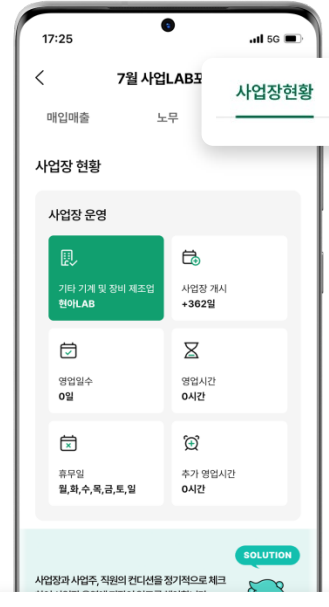 17:25
5G
7월 사업LAB
사업장현황
매입매출
노무
사업장 현황
사업장 운영
기타 기계 및 장비 제조업
현아LAB
사업장 개시
+362일
영업일수
0일
영업시간
0시간
휴무일
월,화,수,목,금,토,일
추가 영업시간
0시간
SOLUTION
사업장과 사업주, 직원의 컨디션을 정기적으로 체크